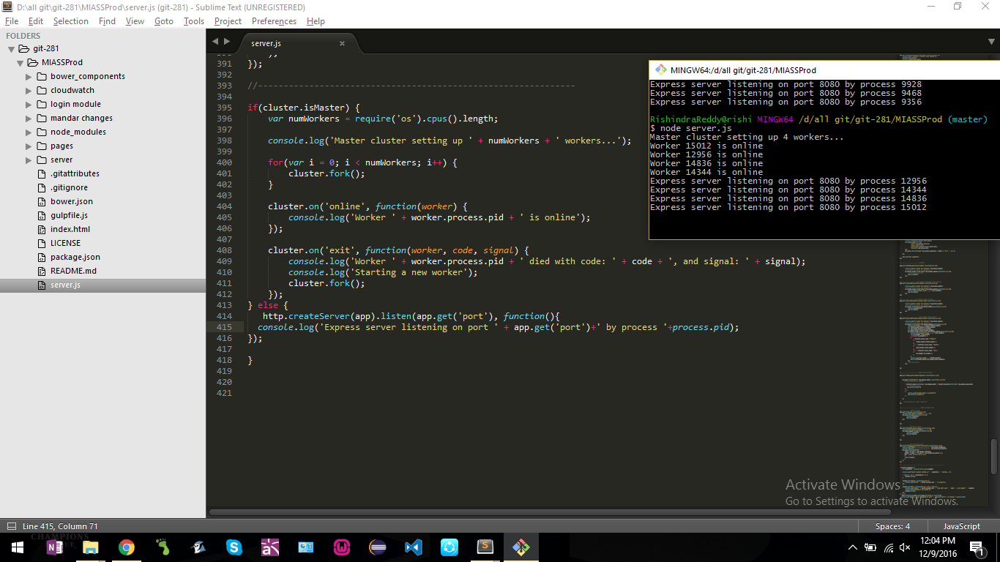 D:\all git\git-281\MIASSProd\server.js (git-281) - Sublime Text (UNREGISTERED)
File Edit Selection Find View Goto Tools Project Preferences Help
FOLDERS
git-281
MIASSProd
bower_components
cloudwatch
login module
mandar changes
node_modules
pages
server
.gitattributes
.gitignore
bower.json
gulpfile.js
index.html
LICENSE
package.json
README.md
server.js
server.js
391 });
392
393 //--------------------------------------------------------------
394
395 if(cluster.isMaster) {
396 var numWorkers = require('os').cpus().length;
397
398 console.log('Master cluster setting up ' + numWorkers + ' workers...');
399
400 for(var i = 0; i < numWorkers; i++) {
401 cluster.fork();
402 }
403
404 cluster.on('online', function(worker) {
405 console.log('Worker ' + worker.process.pid + ' is online');
406 });
407
408 cluster.on('exit', function(worker, code, signal) {
409 console.log('Worker ' + worker.process.pid + ' died with code: ' + code + ', and signal: ' + signal);
410 console.log('Starting a new worker');
411 cluster.fork();
412 });
413 } else {
414 http.createServer(app).listen(app.get('port'), function(){
415 console.log('Express server listening on port ' + app.get('port')+' by process '+process.pid);
416 });
417
418 }
419
420
421
MINGW64:/d/all git/git-281/MIASSProd
Express server listening on port 8080 by process 9928
Express server listening on port 8080 by process 9468
Express server listening on port 8080 by process 9356
RishindraReddy@rishi MINGW64 /d/all git/git-281/MIASSProd (master)
$ node server.js
Master cluster setting up 4 workers...
Worker 15012 is online
Worker 12956 is online
Worker 14836 is online
Worker 14344 is online
Express server listening on port 8080 by process 12956
Express server listening on port 8080 by process 14344
Express server listening on port 8080 by process 14836
Express server listening on port 8080 by process 15012
Activate Windows
Go to Settings to activate Windows.
Line 415, Column 71
Spaces: 4
JavaScript
CHAMPIONS
12:04 PM
12/9/2016
1